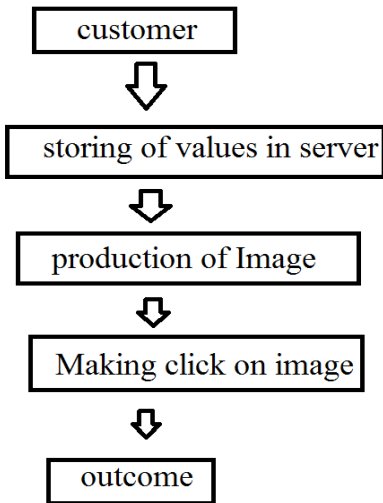 customer
storing of values in server
production of Image
Making click on image
outcome